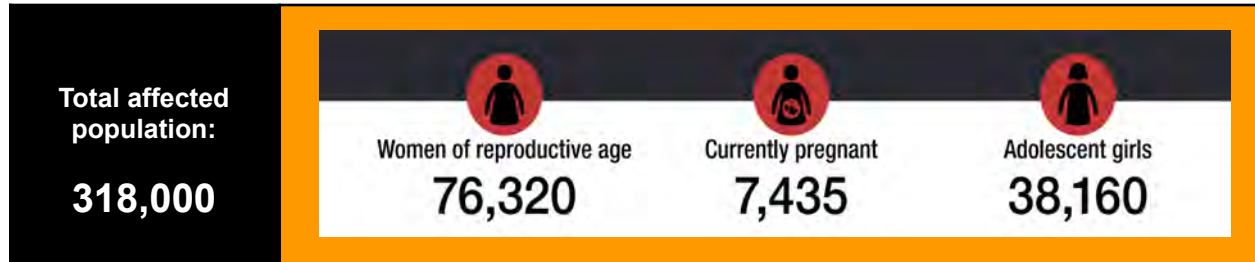 Total affected
population:
318,000
Women of reproductive age
76,320
Currently pregnant
7,435
Adolescent girls
38,160